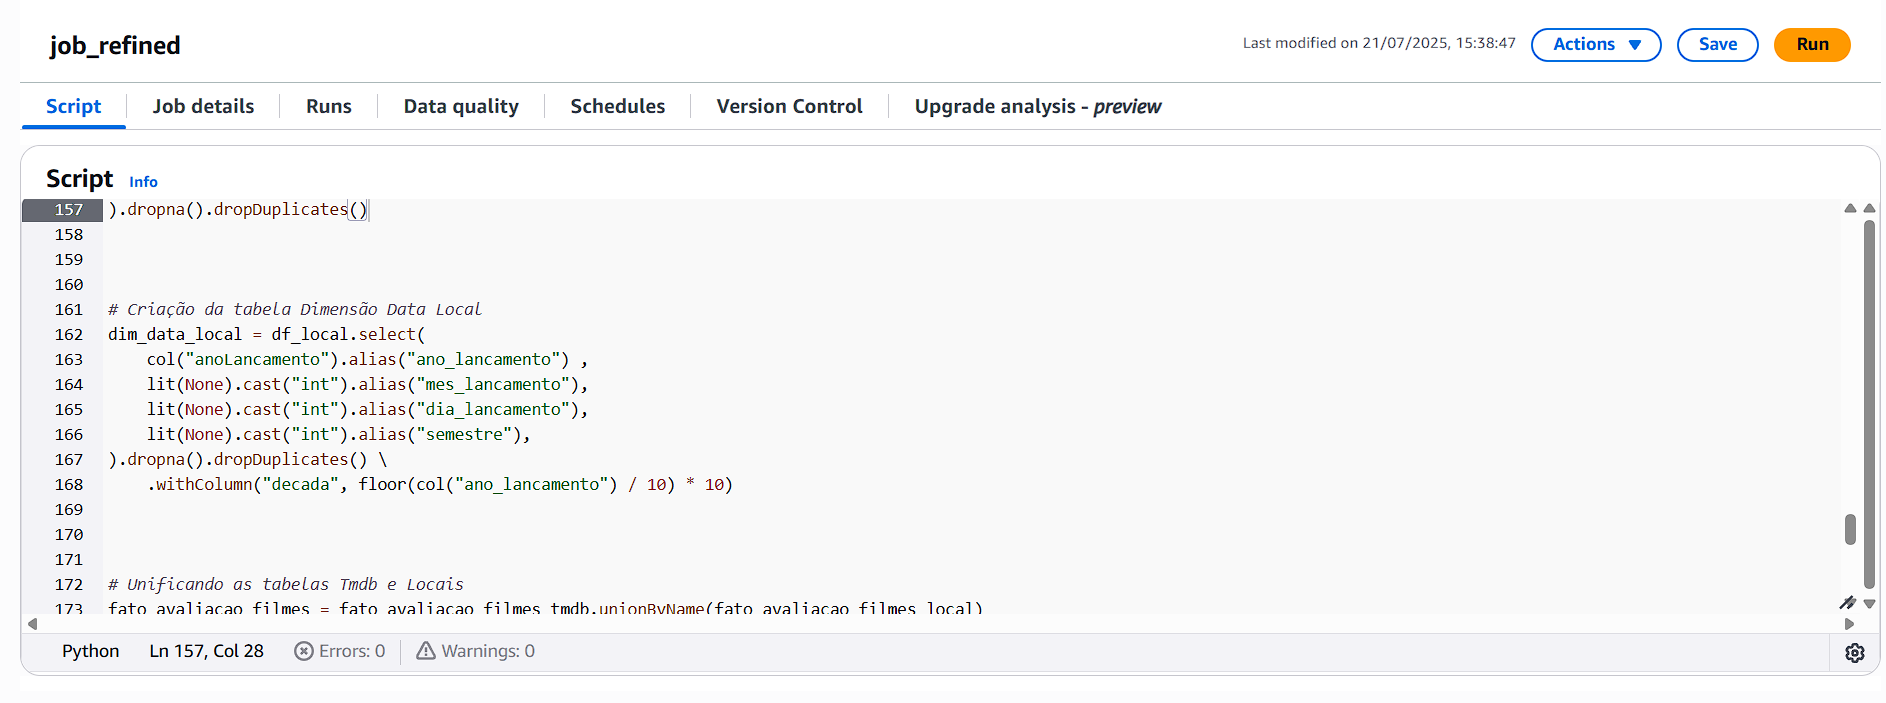 job_refined
Last modified on 21/07/2025, 15:38:47
Actions
Save
Run
Script
Job details
Runs
Data quality
Schedules
Version Control
Upgrade analysis - preview
Script Info
157 ).dropna().dropDuplicates()
158
159
160
161 # Criação da tabela Dimensão Data Local
162 dim_data_local = df_local.select(
163     col("anoLancamento").alias("ano_lancamento") ,
164     lit(None).cast("int").alias("mes_lancamento"),
165     lit(None).cast("int").alias("dia_lancamento"),
166     lit(None).cast("int").alias("semestre"),
167 ).dropna().dropDuplicates() \
168     .withColumn("decada", floor(col("ano_lancamento") / 10) * 10)
169
170
171
172 # Unificando as tabelas Tmdb e Locais
173 fato_avaliacao_filmes = fato_avaliacao_filmes_tmdb.unionByName(fato_avaliacao_filmes_local)
Python
Ln 157, Col 28
Errors: 0
Warnings: 0